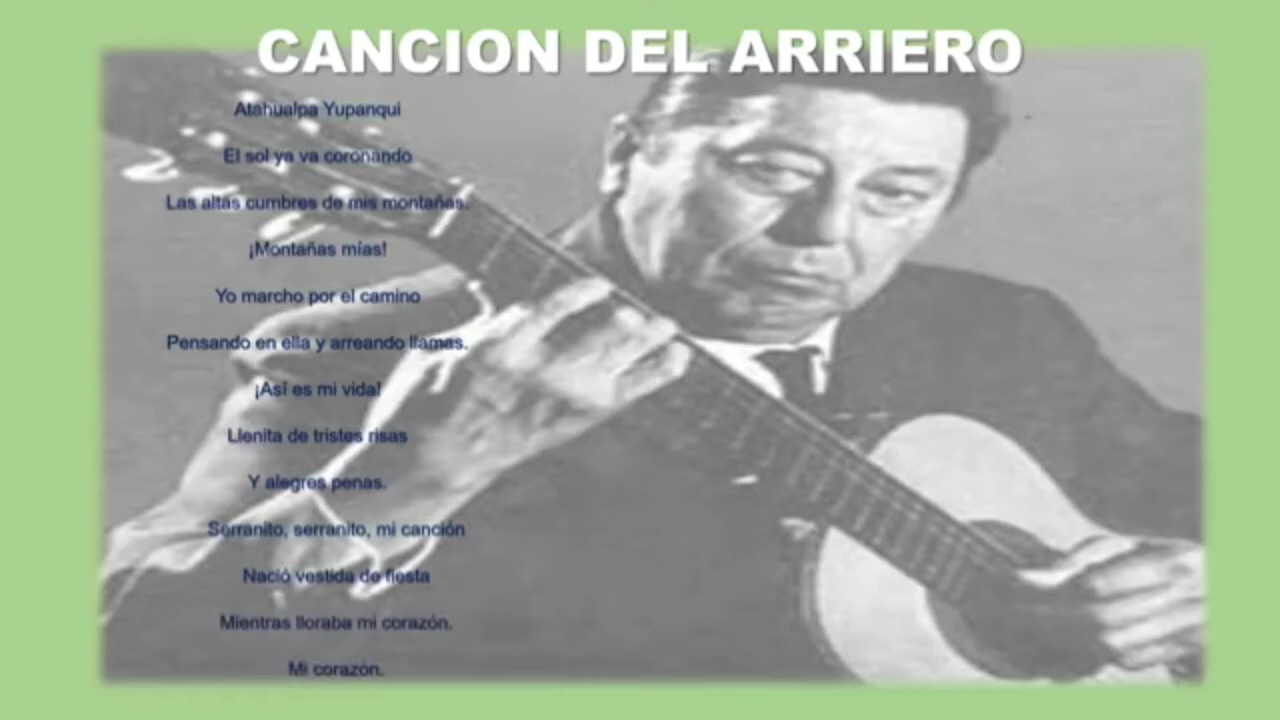 CANCION DEL ARRIERO
Atahualpa Yupanqui
El sol ya va coronando
Las altas cumbres de mis montañas.
¡Montañas mías!
Yo marcho por el camino
Pensando en ella y arreando llamas.
¡Así es mi vida!
Llenita de tristes risas
Y alegres penas.
Serranito, serranito, mi canción
Nació vestida de fiesta
Mientras lloraba mi corazón.
Mi corazón.